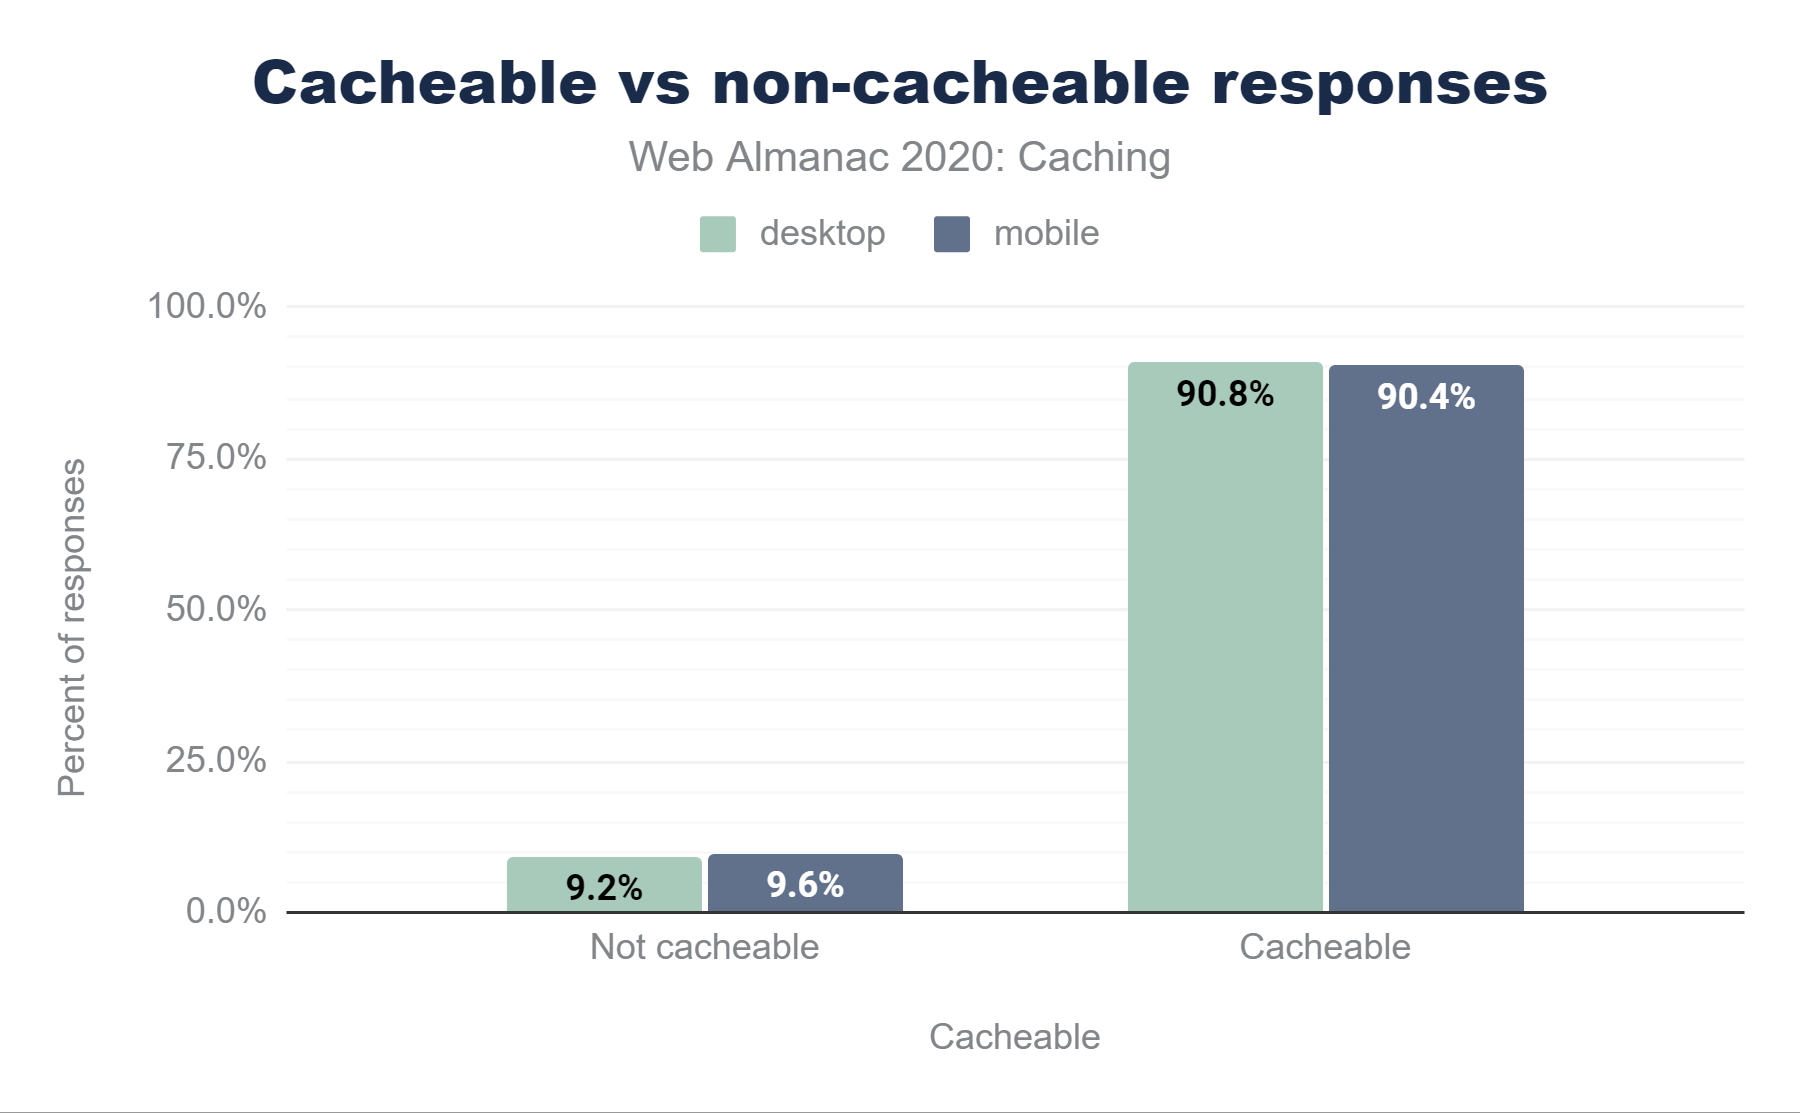 Cacheable vs non-cacheable responses
Web Almanac 2020: Caching
desktop
mobile
100.0%
75.0%
50.0%
25.0%
0.0%
Percent of responses
9.2%
9.6%
90.8%
90.4%
Not cacheable
Cacheable
Cacheable